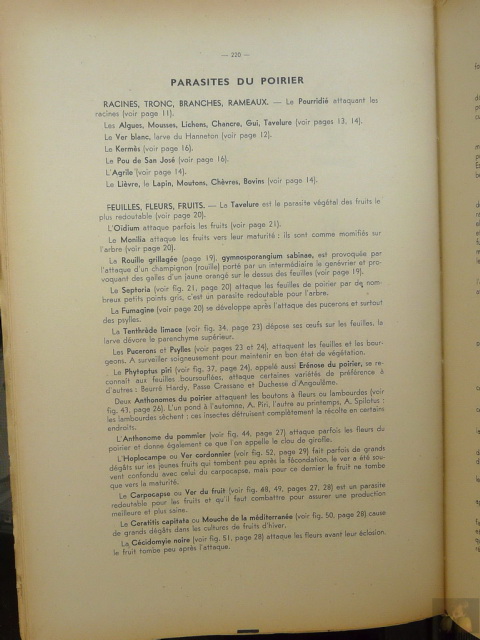 — 220 —
PARASITES DU POIRIER
RACINES, TRONC, BRANCHES, RAMEAUX. — Le Pourridié attaquant les
racines (voir page 11).
Les Algues, Mousses, Lichens, Chancre, Gui, Tavelure (voir pages 13, 14).
Le Ver blanc, larve du Hanneton (voir page 12).
Le Kermès (voir page 16).
Le Pou de San José (voir page 16).
L'Agrile (voir page 14).
Le Lièvre, le Lapin, Moutons, Chèvres, Bovins (voir page 14).
FEUILLES, FLEURS, FRUITS. — La Tavelure est le parasite végétal des fruits le
plus redoutable (voir page 20).
L'Oïdium attaque parfois les fruits (voir page 21).
Le Monilia attaque les fruits vers leur maturité : ils sont comme momifiés sur
l'arbre (voir page 20).
La Rouille grillagée (page 19), gymnosporangium sabinae, est provoquée par
l'attaque d'un champignon (rouille) porté par un intermédiaire le genévrier et pro-
voquant des galles d'un jaune orangé sur le dessus des feuilles (voir page 19).
Le Septoria (voir fig. 21, page 20) attaque les feuilles de poirier par de nom-
breux petits points gris, c'est un parasite redoutable pour l'arbre.
La Fumagine (voir page 20) se développe après l'attaque des pucerons et surtout
des psylles.
La Tenthrède limace (voir fig. 34, page 23) dépose ses œufs sur les feuilles, la
larve dévore le parenchyme supérieur.
Les Pucerons et Psylles (voir pages 23 et 24), attaquent les feuilles et les bour-
geons. A surveiller soigneusement pour maintenir en bon état de végétation.
Le Phytoptus piri (voir fig. 37, page 24), appelé aussi Erénose du poirier, se re-
connaît aux feuilles boursouflées, attaque certaines variétés de préférence à
d'autres : Beurré Hardy, Passe Crassane et Duchesse d'Angoulême.
Deux Anthonomes du poirier attaquent les boutons à fleurs ou lambourdes (voir
fig. 43, page 26). L'un pond à l'automne, A. Piri, l'autre au printemps, A. Spilotus :
les lambourdes sèchent : ces insectes détruisent complètement la récolte en certains
endroits.
L'Anthonome du pommier (voir fig. 44, page 27) attaque parfois les fleurs du
poirier et donne également ce que l'on appelle le clou de girofle.
L'Hoplocampe ou Ver cordonnier (voir fig. 52, page 29) fait parfois de grands
dégâts sur les jeunes fruits qui tombent peu après la fécondation, le ver a été sou-
vent confondu avec celui du carpocapse, mais pour ce dernier le fruit ne tombe
que vers la maturité.
Le Carpocapse ou Ver du fruit (voir fig. 48, 49, pages 27, 28) est un parasite
redoutable pour les fruits et qu'il faut combattre pour assurer une production
meilleure et plus saine.
Le Ceratitis capitata ou Mouche de la méditerranée (voir fig. 50, page 28) cause
de grands dégâts dans les cultures de fruits d'hiver.
La Cécidomyie noire (voir fig. 51, page 28) attaque les fleurs avant leur éclosion,
le fruit tombe peu après l'attaque.